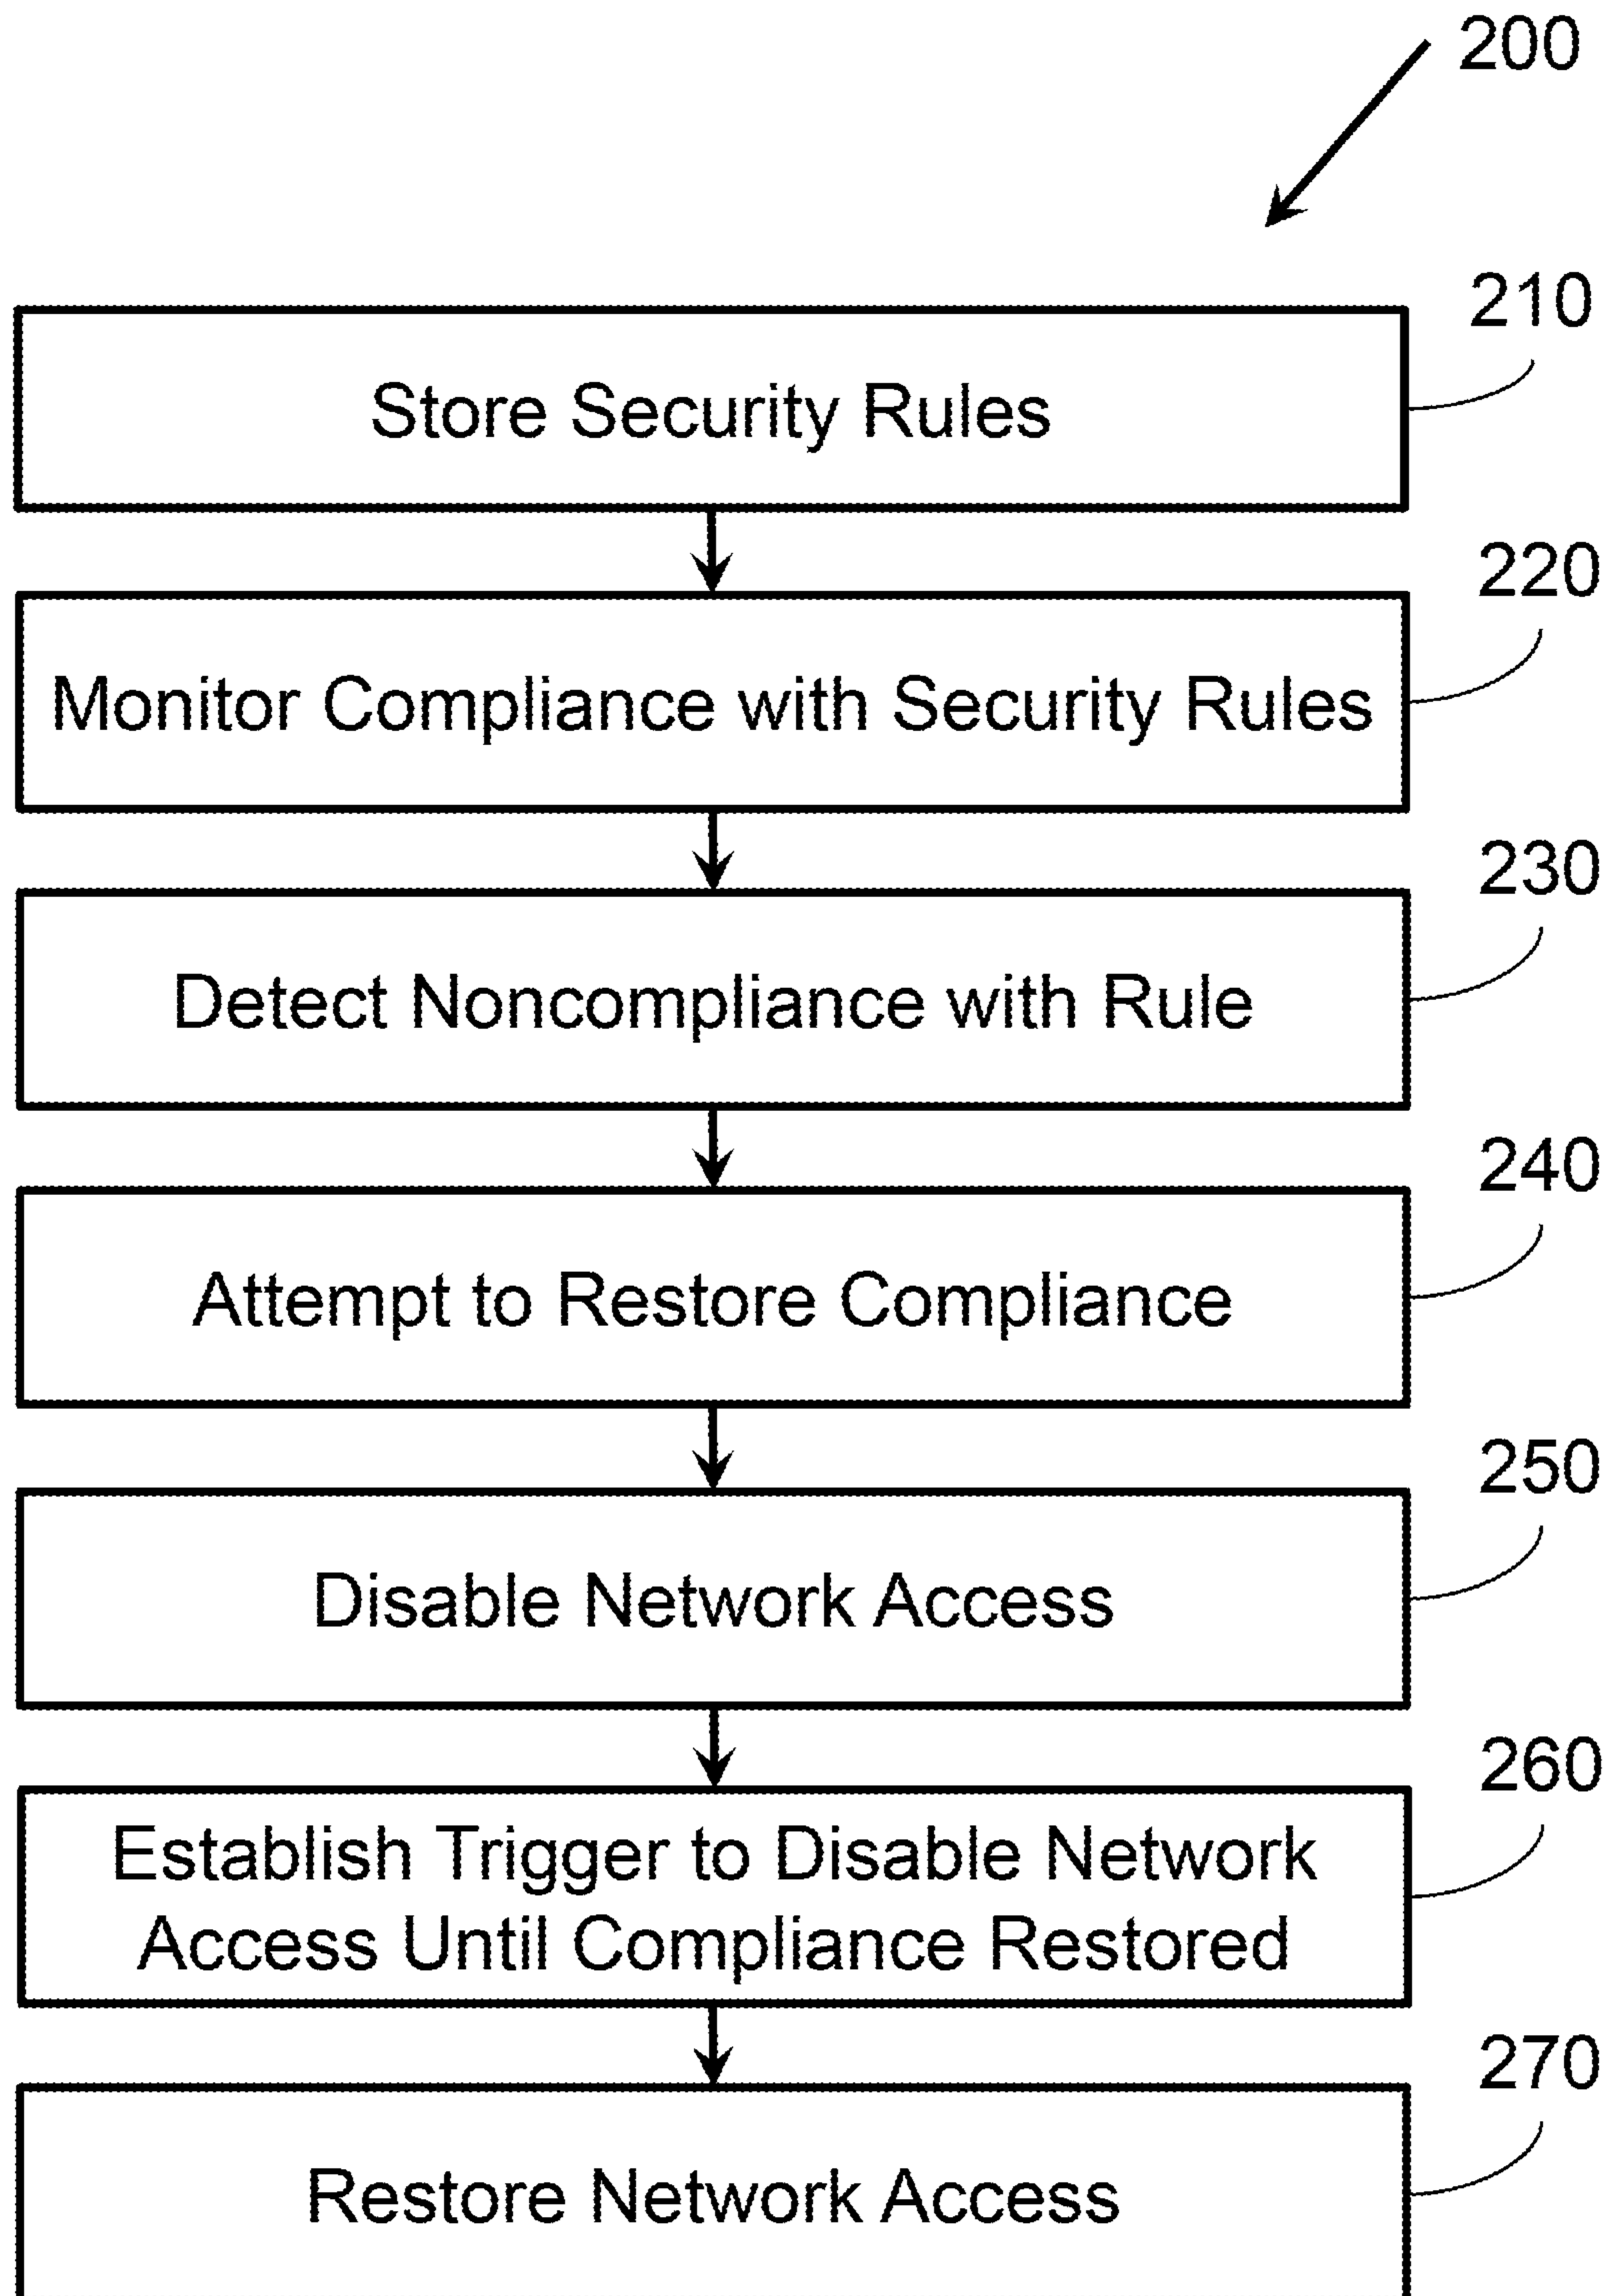 200
210
Store Security Rules
220
Monitor Compliance with Security Rules
230
Detect Noncompliance with Rule
240
Attempt to Restore Compliance
250
Disable Network Access
260
Establish Trigger to Disable Network
Access Until Compliance Restored
270
Restore Network Access